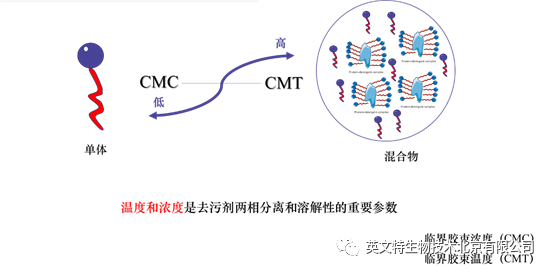 高
CMC
CMT
低
单体
混合物
温度和浓度是去污剂两相分离和溶解性的重要参数
临界胶束浓度 (CMC)
英文特生物技术北京有限公司
临界胶束温度 (CMT)